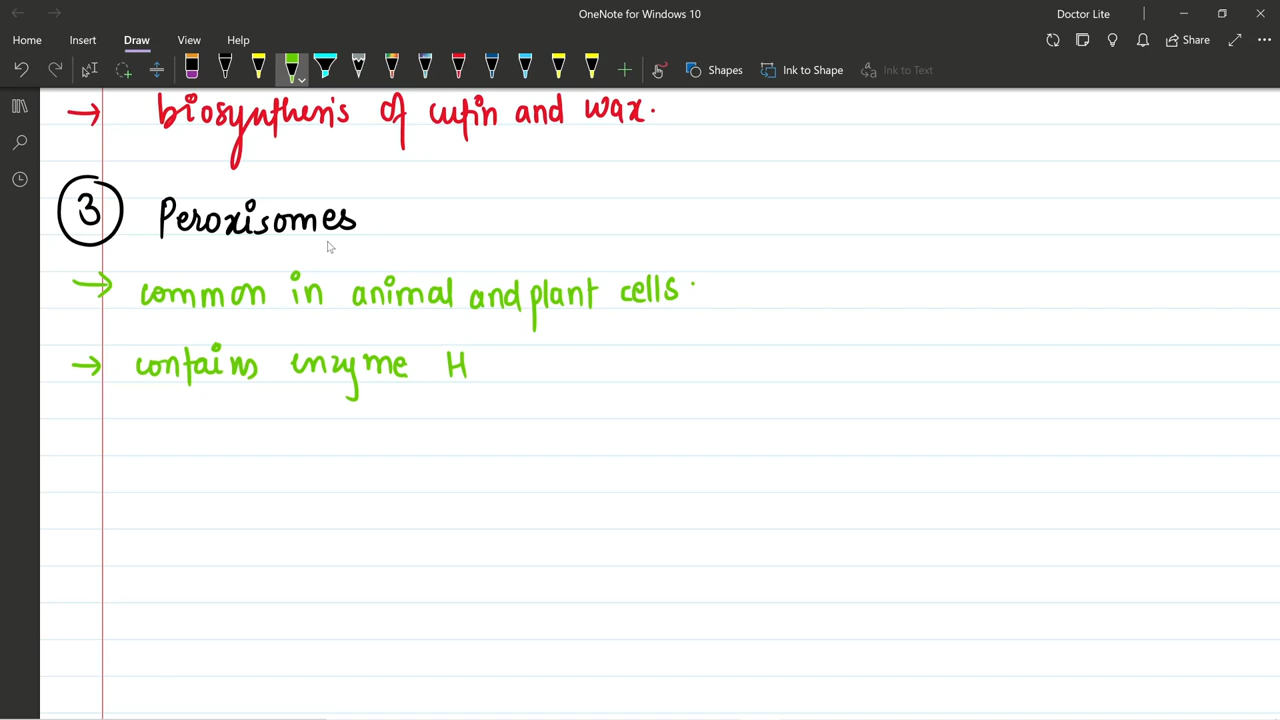 OneNote for Windows 10
Doctor Lite
Home Insert Draw View Help
Share
Shapes Ink to Shape Ink to Text
→ biosynthesis of cutin and wax.
3 Peroxisomes
→ common in animal and plant cells.
→ contains enzyme H